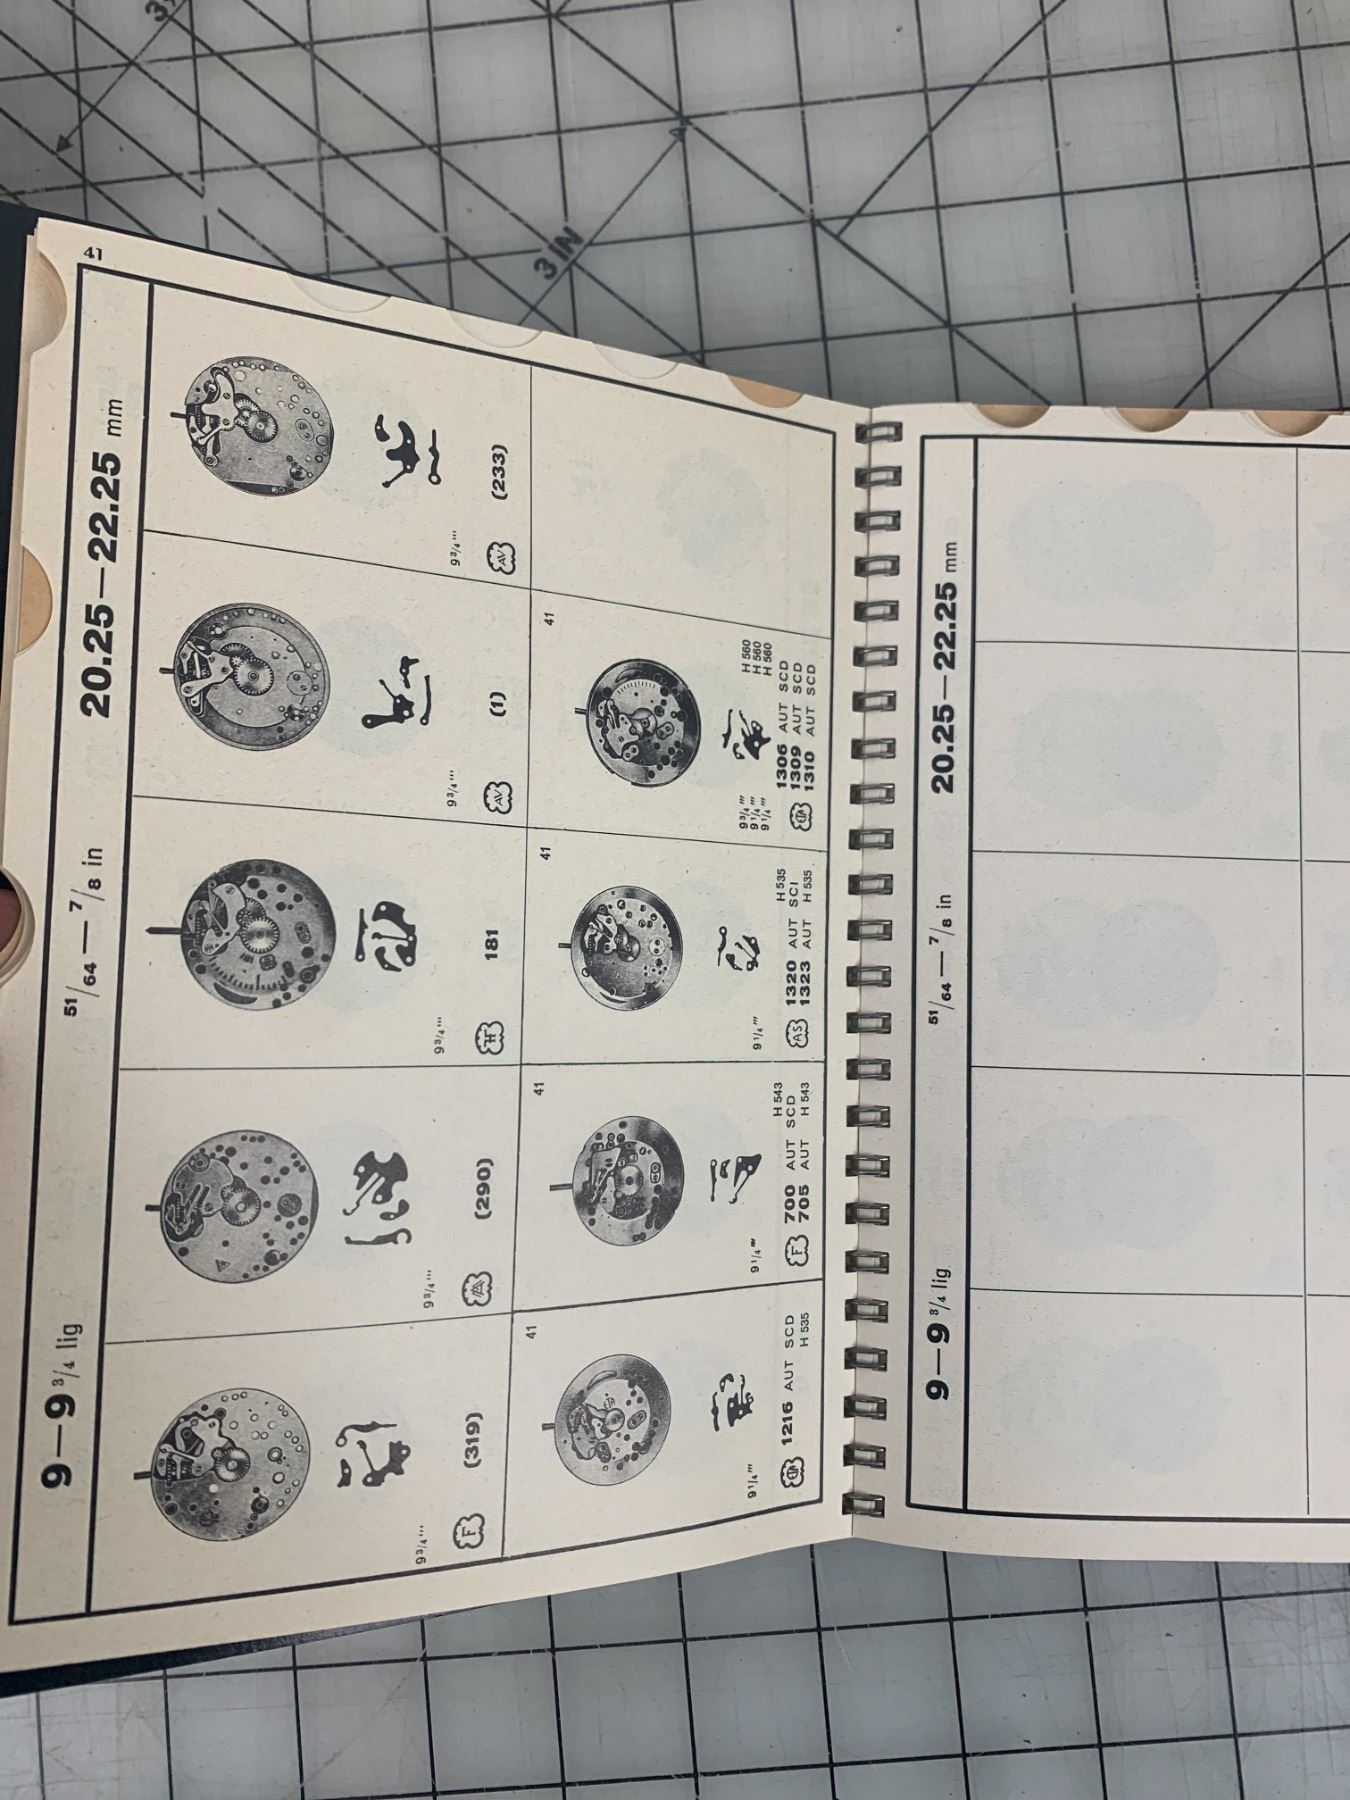 41
9—9 3/4 lig 51/64—7/8 in 20.25—22.25 mm
9 3/4'''
F (319)
9 3/4'''
(290)
9 3/4'''
H 181
9 3/4'''
AV (1)
9 3/4'''
AV (233)
41
9 1/4'''
1216 AUT SCD
H 535
41
9 1/4'''
H 543
F 700 AUT SCD
705 AUT H 543
41
9 1/4'''
H 535
AS 1320 AUT SCI
1323 AUT H 535
41
9 3/4''' H 560
9 1/4''' H 560
9 1/4''' H 560
1306 AUT SCD
1309 AUT SCD
1310 AUT SCD
9—9 3/4 lig 51/64—7/8 in 20.25—22.25 mm
3 IN